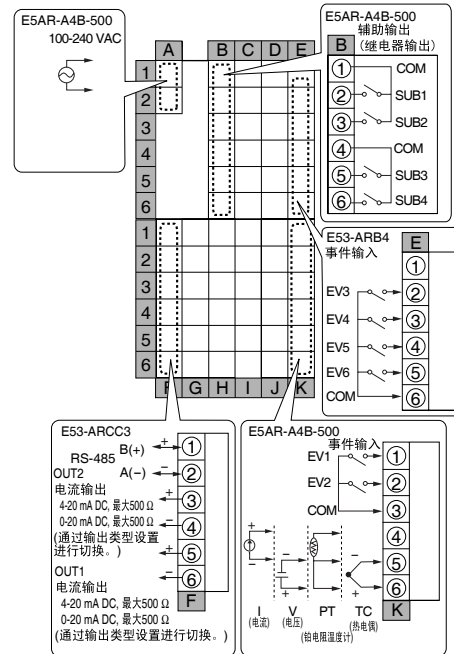 E5AR-A4B-500
100-240 VAC
A B C D E
1
2
3
4
5
6
1
2
3
4
5
6
F G H I J K
E5AR-A4B-500
辅助输出
(继电器输出)
B
1 COM
2 SUB1
3 SUB2
4 COM
5 SUB3
6 SUB4
E53-ARB4
事件输入
E
1
EV3 2
EV4 3
EV5 4
EV6 5
COM 6
E53-ARCC3
B(+) + 1
RS-485
A(−) − 2
OUT2
电流输出
4-20 mA DC, 最大500 Ω + 3
0-20 mA DC, 最大500 Ω − 4
(通过输出类型设置
进行切换。) + 5
OUT1 − 6
电流输出
4-20 mA DC, 最大500 Ω
0-20 mA DC, 最大500 Ω
(通过输出类型设置进行切换。)
F
E5AR-A4B-500
事件输入
EV1 1
EV2 2
COM 3
4
5
6
+ − − +
− +
I V PT TC
(电流) (电压) (铂电阻温度计) (热电偶)
K